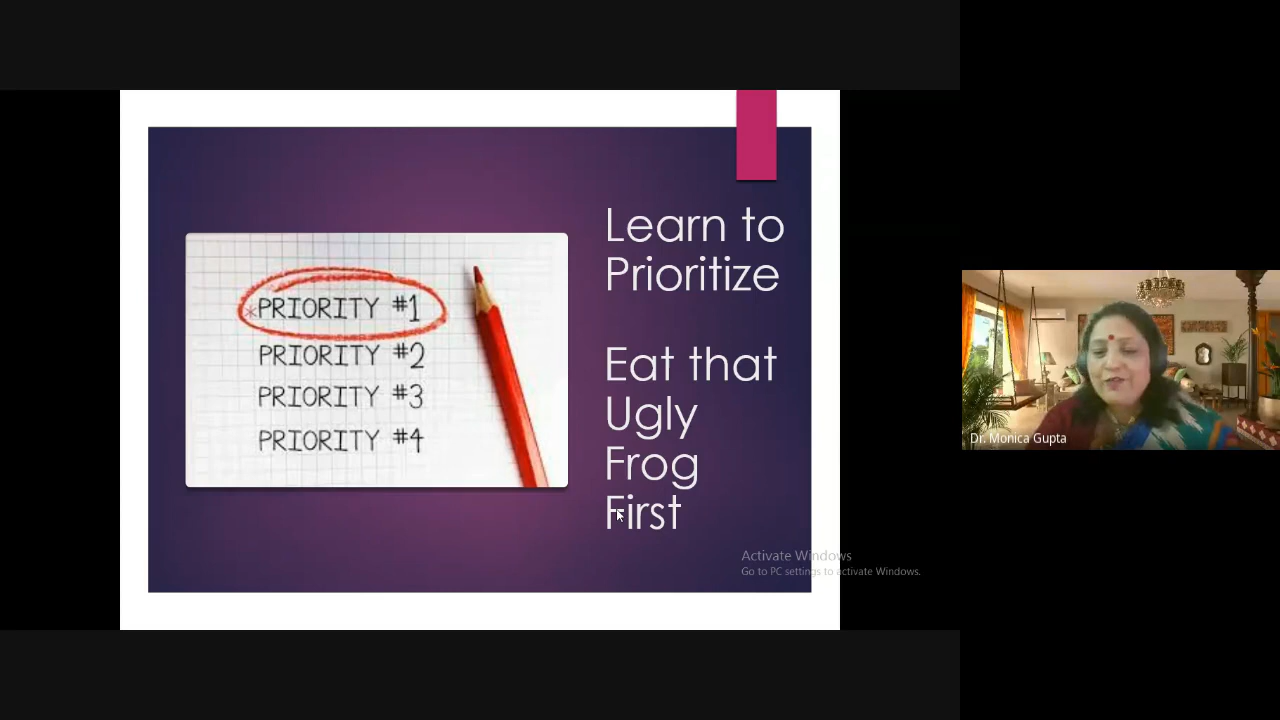 *PRIORITY #1
PRIORITY #2
PRIORITY #3
PRIORITY #4
Learn to
Prioritize
Eat that
Ugly
Frog
First
Activate Windows
Go to PC settings to activate Windows.
Dr. Monica Gupta